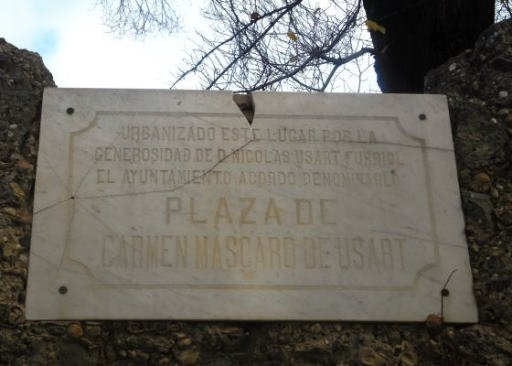 URBANIZADO ESTE LUGAR POR LA
GENEROSIDAD DE D. NICOLAS USART, FURRIOL
EL AYUNTAMIENTO ACORDO DENOMINARLO
PLAZA DE
CARMEN MASCARO DE USART